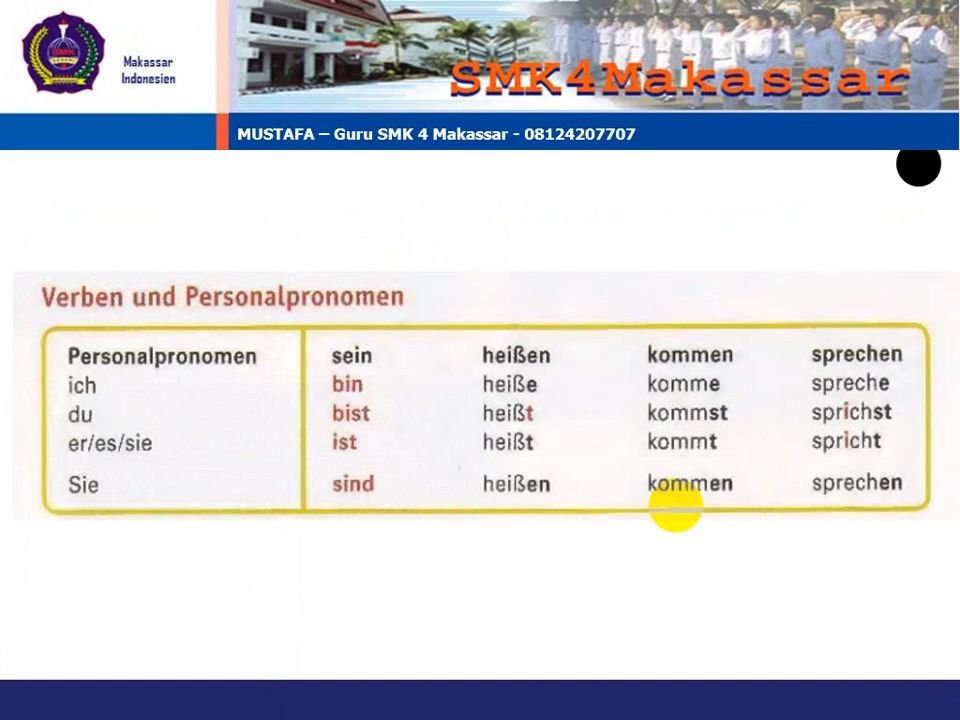 SMK
Makassar
Indonesien
SMK4Makassar
MUSTAFA – Guru SMK 4 Makassar - 08124207707
Verben und Personalpronomen
Personalpronomen sein heißen kommen sprechen
ich bin heiße komme spreche
du bist heißt kommst sprichst
er/es/sie ist heißt kommt spricht
Sie sind heißen kommen sprechen